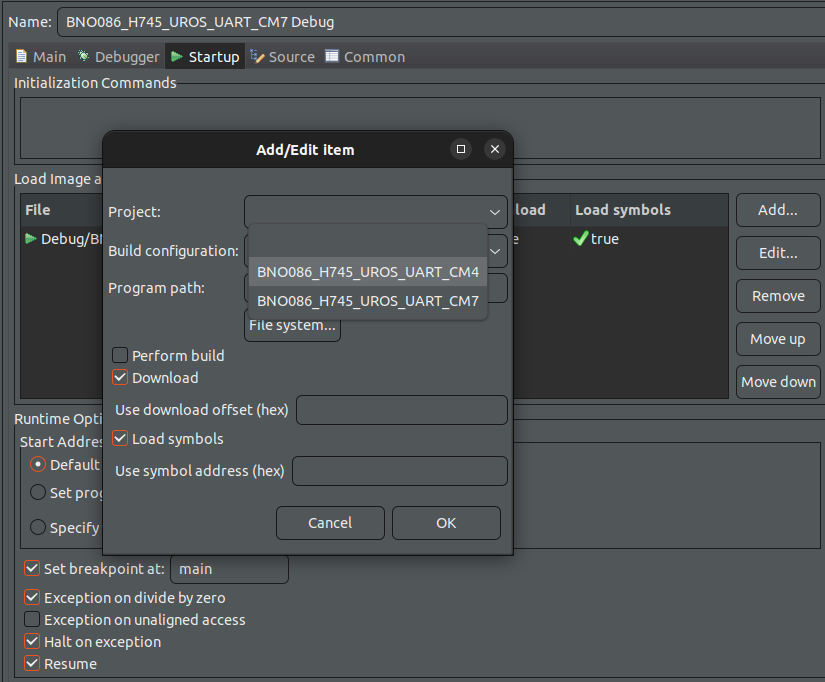 Name: BNO086_H745_UROS_UART_CM7 Debug
Main Debugger Startup Source Common
Initialization Commands
Add/Edit item
Load Image a
File load Load symbols Add...
Project:
Debug/BN e true
Build configuration: Edit...
BNO086_H745_UROS_UART_CM4
Program path: Remove
BNO086_H745_UROS_UART_CM7
File system...
Move up
Perform build
Download Move down
Use download offset (hex)
Runtime Opti
Load symbols
Start Addres
Default
Use symbol address (hex)
Set prog
Specify
Cancel OK
Set breakpoint at: main
Exception on divide by zero
Exception on unaligned access
Halt on exception
Resume